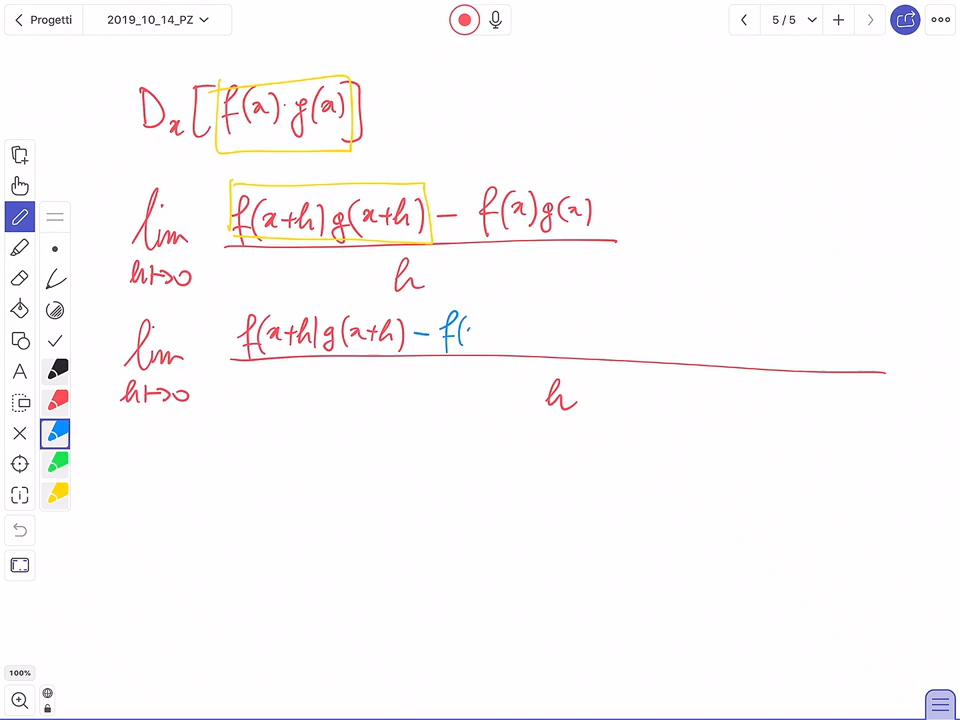 Progetti 2019_10_14_PZ 5 / 5
Dx [f(x)·g(x)]
lim h→0 f(x+h)g(x+h) − f(x)g(x)
h
lim h→0 f(x+h)g(x+h) − f(
h
A
100%